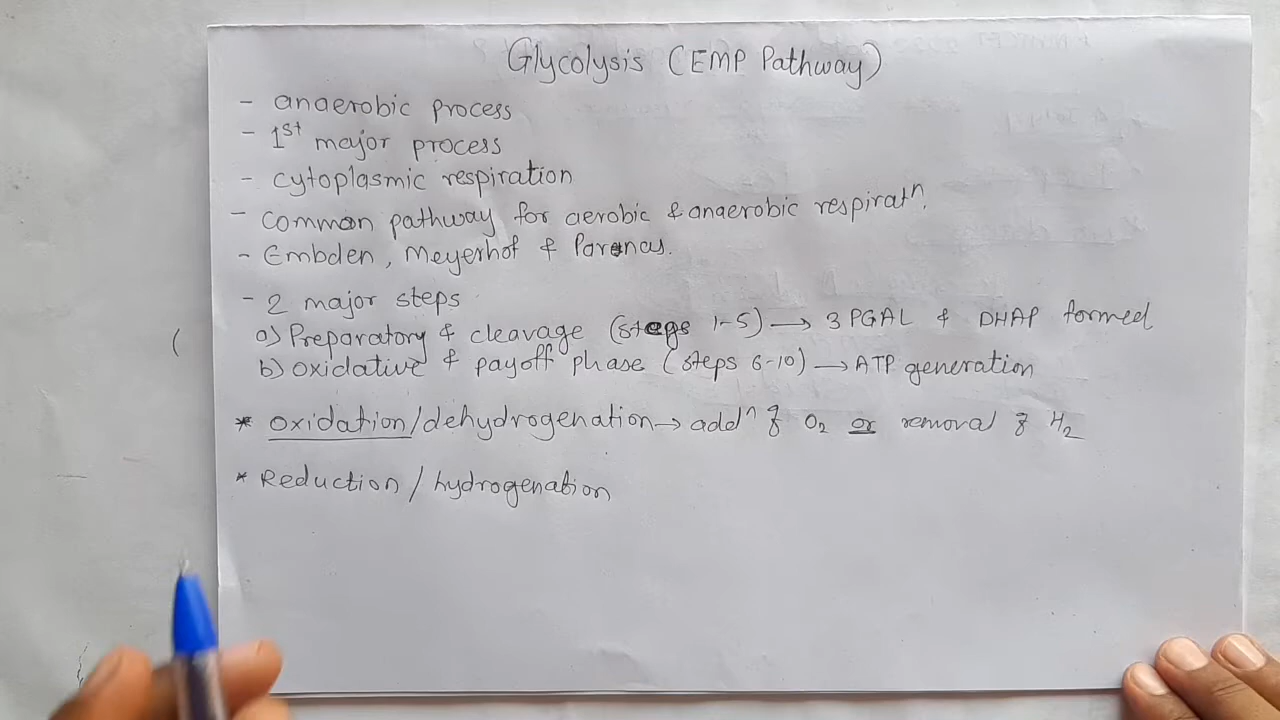 Glycolysis (EMP Pathway)
- anaerobic process
- 1st major process
- cytoplasmic respiration
- common pathway for aerobic & anaerobic respiratn.
- Embden, Meyerhof & Parenas.
- 2 major steps
a) Preparatory & cleavage (steps 1-5) → 3 PGAL & DHAP formed
b) oxidative & payoff phase (steps 6-10) → ATP generation
* oxidation/dehydrogenation → addn of O2 or removal of H2
* Reduction / hydrogenation